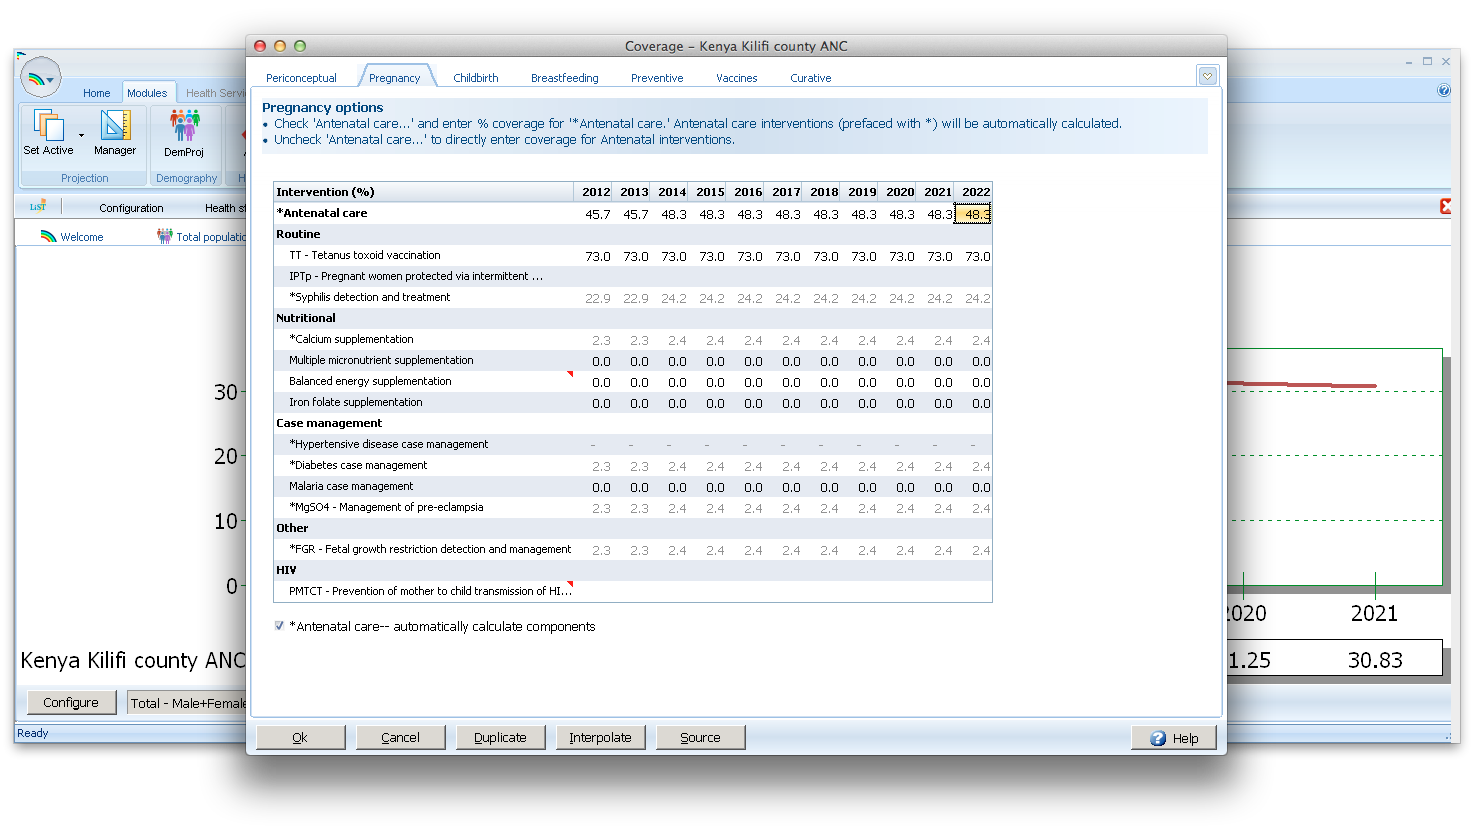 Coverage – Kenya Kilifi county ANC
Periconceptual Pregnancy Childbirth Breastfeeding Preventive Vaccines Curative
Pregnancy options
• Check 'Antenatal care...' and enter % coverage for '*Antenatal care.' Antenatal care interventions (prefaced with *) will be automatically calculated.
• Uncheck 'Antenatal care...' to directly enter coverage for Antenatal interventions.
Intervention (%) 2012 2013 2014 2015 2016 2017 2018 2019 2020 2021 2022
*Antenatal care 45.7 45.7 48.3 48.3 48.3 48.3 48.3 48.3 48.3 48.3 48.3
Routine
TT - Tetanus toxoid vaccination 73.0 73.0 73.0 73.0 73.0 73.0 73.0 73.0 73.0 73.0 73.0
IPTp - Pregnant women protected via intermittent ...
*Syphilis detection and treatment 22.9 22.9 24.2 24.2 24.2 24.2 24.2 24.2 24.2 24.2 24.2
Nutritional
*Calcium supplementation 2.3 2.3 2.4 2.4 2.4 2.4 2.4 2.4 2.4 2.4 2.4
Multiple micronutrient supplementation 0.0 0.0 0.0 0.0 0.0 0.0 0.0 0.0 0.0 0.0 0.0
Balanced energy supplementation 0.0 0.0 0.0 0.0 0.0 0.0 0.0 0.0 0.0 0.0 0.0
Iron folate supplementation 0.0 0.0 0.0 0.0 0.0 0.0 0.0 0.0 0.0 0.0 0.0
Case management
*Hypertensive disease case management - - - - - - - - - - -
*Diabetes case management 2.3 2.3 2.4 2.4 2.4 2.4 2.4 2.4 2.4 2.4 2.4
Malaria case management 0.0 0.0 0.0 0.0 0.0 0.0 0.0 0.0 0.0 0.0 0.0
*MgSO4 - Management of pre-eclampsia 2.3 2.3 2.4 2.4 2.4 2.4 2.4 2.4 2.4 2.4 2.4
Other
*FGR - Fetal growth restriction detection and management 2.3 2.3 2.4 2.4 2.4 2.4 2.4 2.4 2.4 2.4 2.4
HIV
PMTCT - Prevention of mother to child transmission of HI...
*Antenatal care-- automatically calculate components
Ok Cancel Duplicate Interpolate Source Help
Home Modules Health Servi
Set Active Manager DemProj
Projection Demography H
LiST Configuration Health st
Welcome Total populatio
30
20
10
0
2020 2021
Kenya Kilifi county ANC 1.25 30.83
Configure Total - Male+Female
Ready